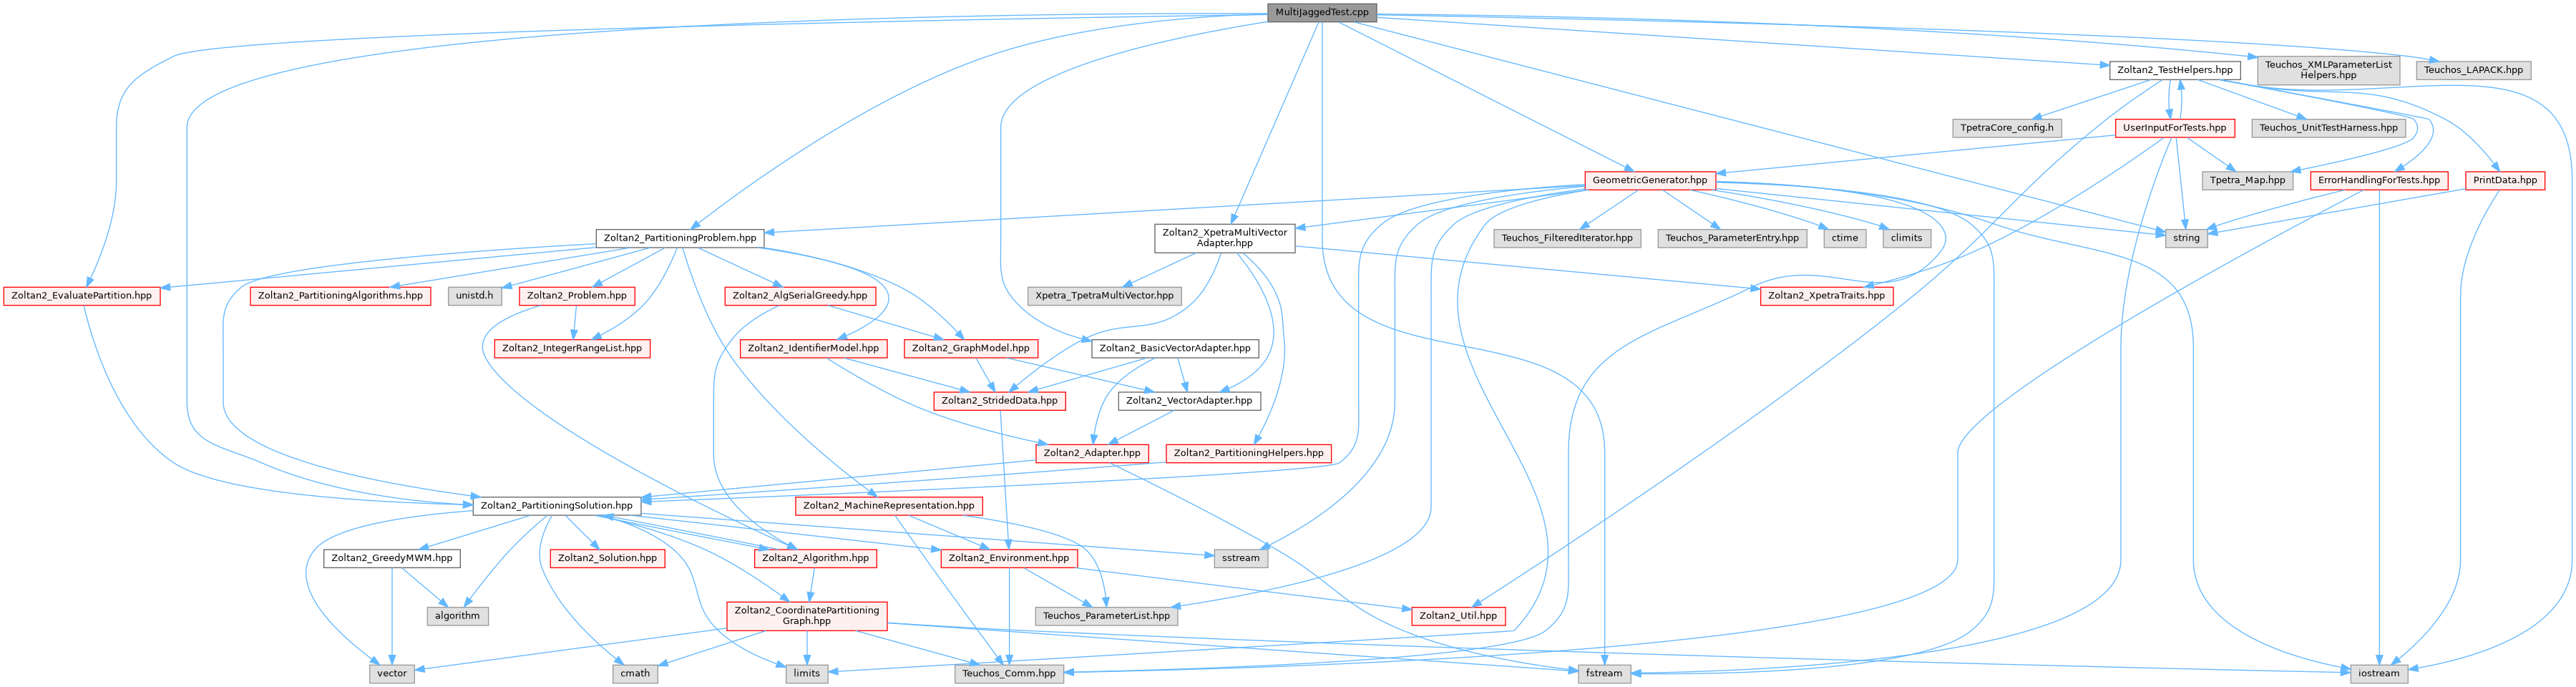 MultiJaggedTest.cpp
Teuchos_XMLParameterList
Helpers.hpp
Teuchos_LAPACK.hpp
Zoltan2_TestHelpers.hpp
TpetraCore_config.h
UserInputForTests.hpp
Teuchos_UnitTestHarness.hpp
GeometricGenerator.hpp
Tpetra_Map.hpp
ErrorHandlingForTests.hpp
PrintData.hpp
Zoltan2_PartitioningProblem.hpp
Zoltan2_XpetraMultiVector
Adapter.hpp
Teuchos_FilteredIterator.hpp
Teuchos_ParameterEntry.hpp
ctime
climits
string
Zoltan2_EvaluatePartition.hpp
Zoltan2_PartitioningAlgorithms.hpp
unistd.h
Zoltan2_Problem.hpp
Zoltan2_AlgSerialGreedy.hpp
Xpetra_TpetraMultiVector.hpp
Zoltan2_XpetraTraits.hpp
Zoltan2_IntegerRangeList.hpp
Zoltan2_IdentifierModel.hpp
Zoltan2_GraphModel.hpp
Zoltan2_BasicVectorAdapter.hpp
Zoltan2_StridedData.hpp
Zoltan2_VectorAdapter.hpp
Zoltan2_Adapter.hpp
Zoltan2_PartitioningHelpers.hpp
Zoltan2_PartitioningSolution.hpp
Zoltan2_MachineRepresentation.hpp
Zoltan2_GreedyMWM.hpp
Zoltan2_Solution.hpp
Zoltan2_Algorithm.hpp
Zoltan2_Environment.hpp
sstream
algorithm
Zoltan2_CoordinatePartitioning
Graph.hpp
Teuchos_ParameterList.hpp
Zoltan2_Util.hpp
vector
cmath
limits
Teuchos_Comm.hpp
fstream
iostream